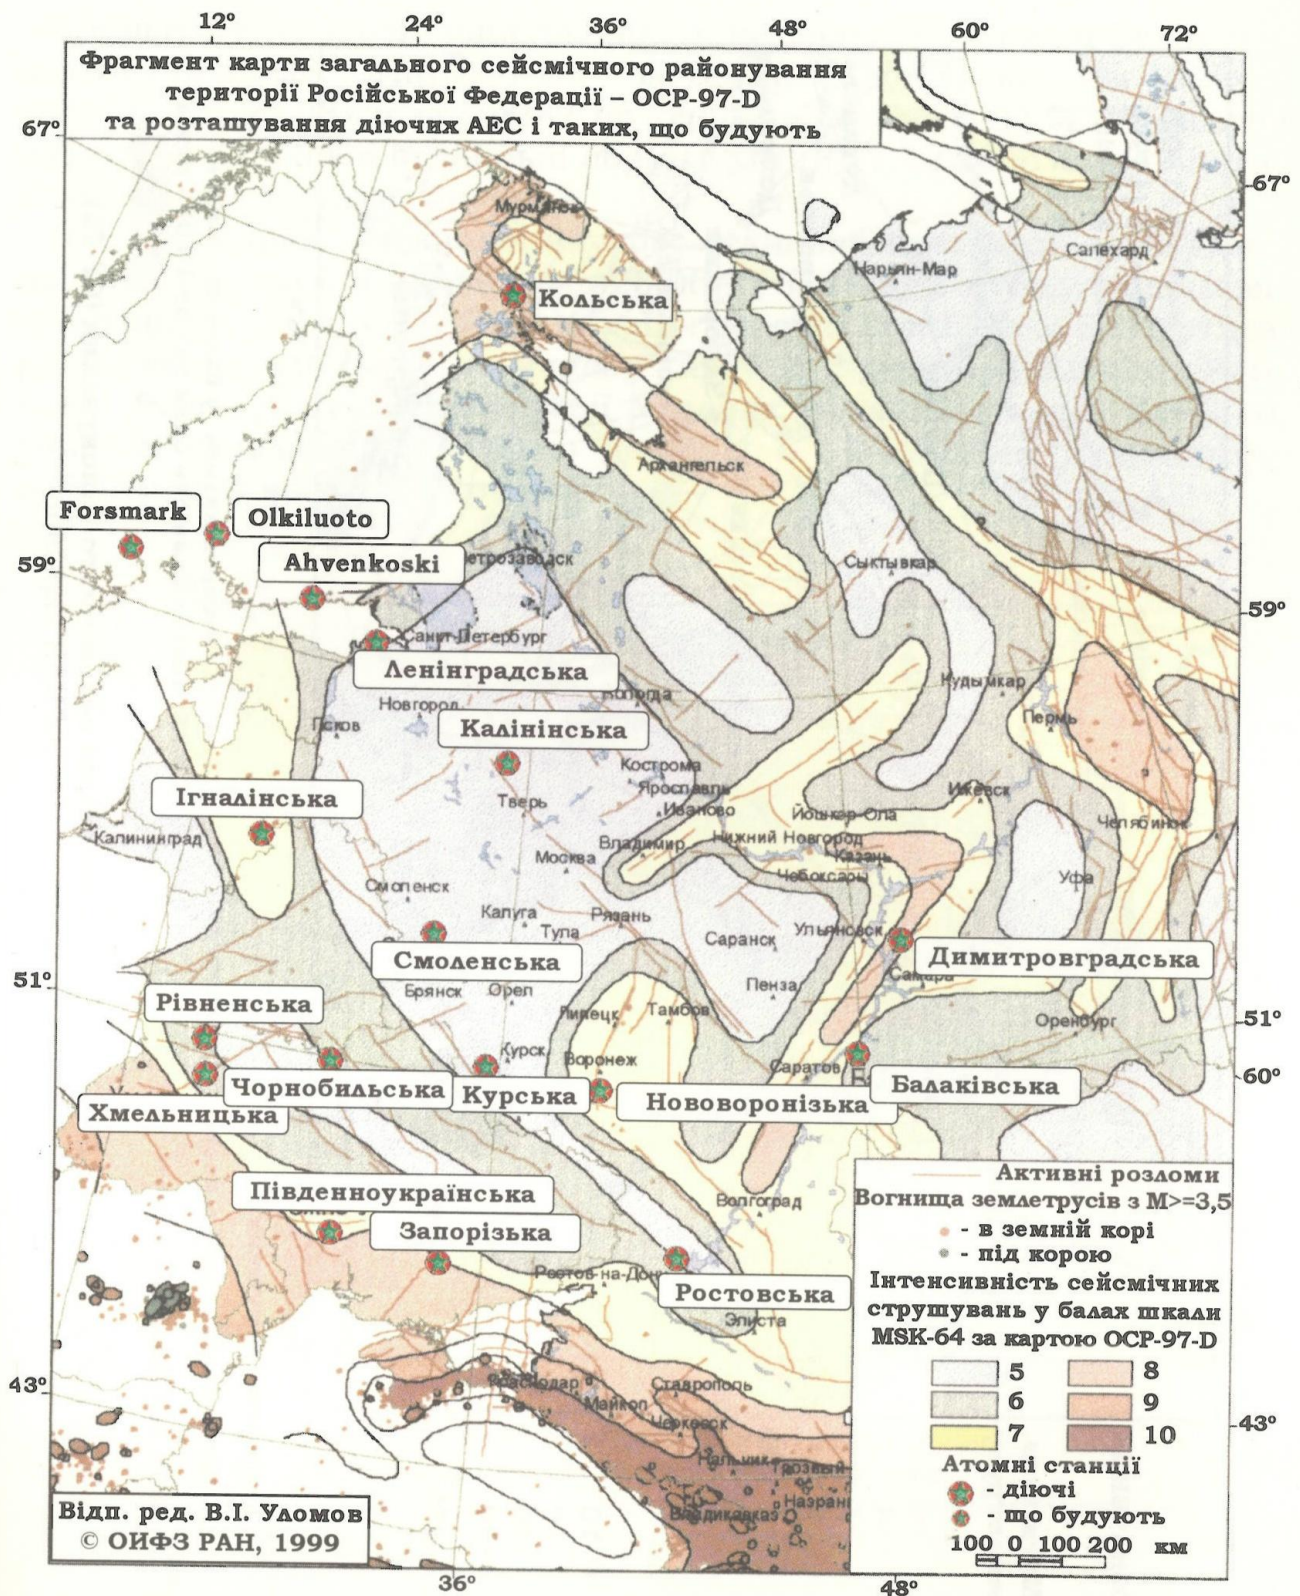 12° 24° 36° 48° 60° 72°
Фрагмент карти загального сейсмічного районування
території Російської Федерації – ОСР-97-D
та розташування діючих АЕС і таких, що будують
67°
67°
Мурманск
Салехард
Нарьян-Мар
Кольська
Архангельск
Forsmark
Olkiluoto
Ahvenkoski
етрозаводск
Сыктывкар
59°
59°
Санкт-Петербург
Ленінградська
Кудымкар
Вологда
Новгород
Псков
Пермь
Калінінська
Кострома
Ярославль
Ижевск
Ігналінська
Тверь
Иваново
Йошкар-Ола
Челябинск
Калининград
Владимир
Нижний Новгород
Москва
Казань
Чебоксары
Уфа
Смоленск
Калуга
Рязань
Тула
Саранск
Ульяновск
Смоленська
Димитровградська
Самара
51°
Брянск
Орел
Пенза
Рівненська
Липецк
Тамбов
Оренбург
51°
Курск
Воронеж
Саратов
60°
Чорнобильська
Курська
Нововоронізька
Балаківська
Хмельницька
Південноукраїнська
Волгоград
Запорізька
Ростов-на-Дону
Ростовська
Элиста
Активні розломи
Вогнища землетрусів з М>=3,5
- в земній корі
- під корою
Інтенсивність сейсмічних
струшувань у балах шкали
MSK-64 за картою ОСР-97-D
5 8
6 9
7 10
Атомні станції
- діючі
- що будують
100 0 100 200 км
43°
43°
Краснодар
Ставрополь
Майкоп
Черкесск
Нальчик
Грозный
Назрань
Владикавказ
Відп. ред. В.І. Уломов
© ОИФЗ РАН, 1999
36°
48°